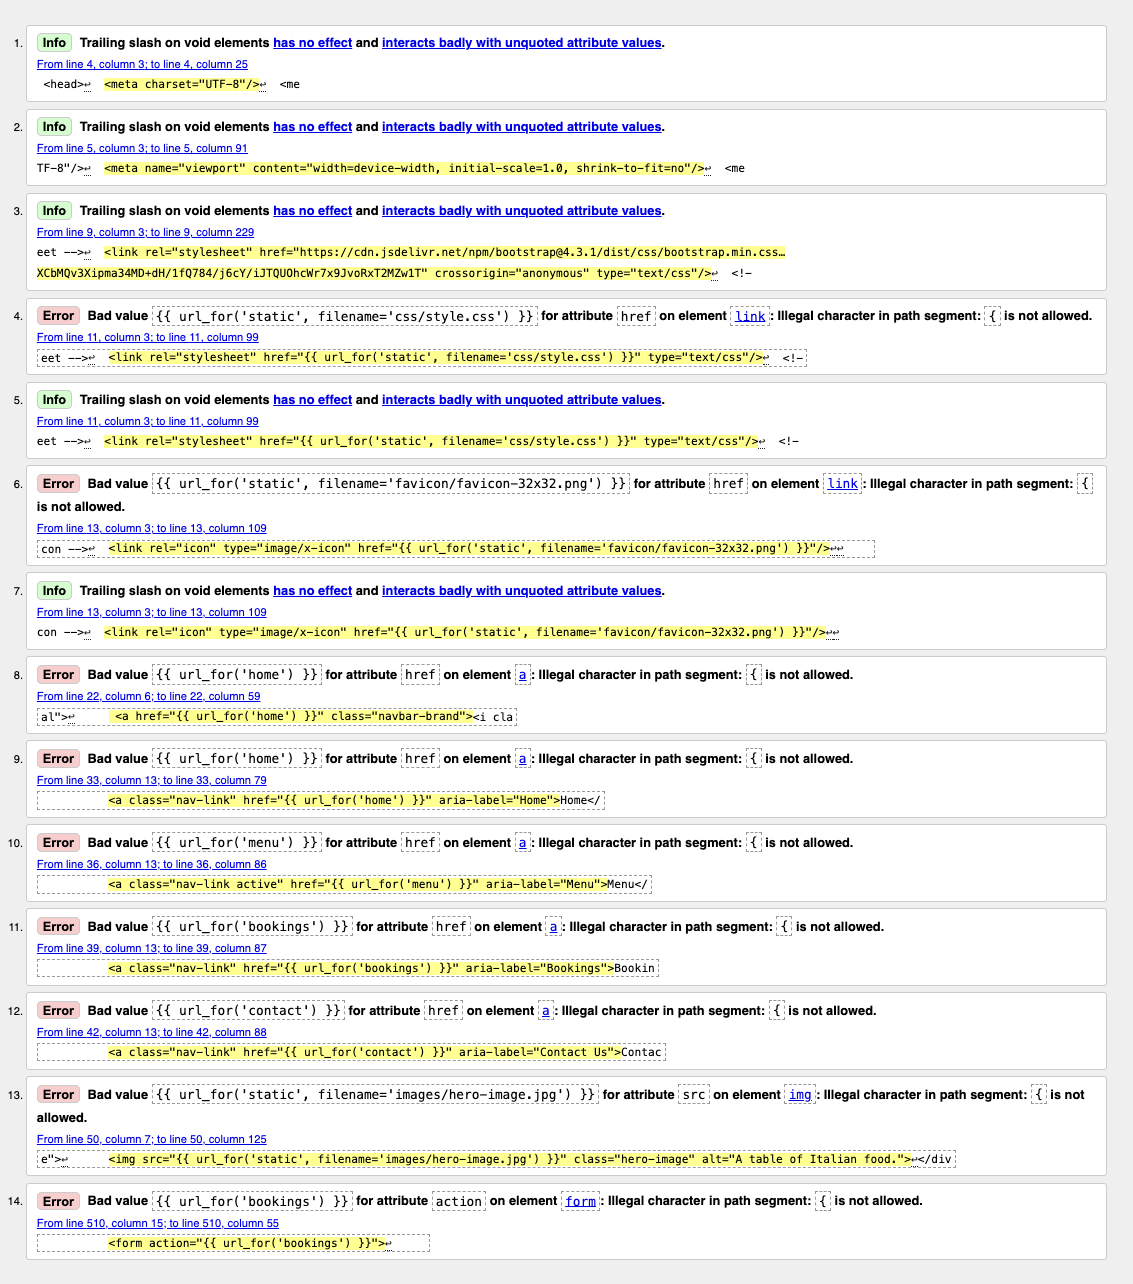 1. Info Trailing slash on void elements has no effect and interacts badly with unquoted attribute values.
From line 4, column 3; to line 4, column 25
<head>↩ <meta charset="UTF-8"/>↩ <me
2. Info Trailing slash on void elements has no effect and interacts badly with unquoted attribute values.
From line 5, column 3; to line 5, column 91
TF-8"/>↩ <meta name="viewport" content="width=device-width, initial-scale=1.0, shrink-to-fit=no"/>↩ <me
3. Info Trailing slash on void elements has no effect and interacts badly with unquoted attribute values.
From line 9, column 3; to line 9, column 229
eet -->↩ <link rel="stylesheet" href="https://cdn.jsdelivr.net/npm/bootstrap@4.3.1/dist/css/bootstrap.min.css…
XCbMQv3Xipma34MD+dH/1fQ784/j6cY/iJTQUOhcWr7x9JvoRxT2MZw1T" crossorigin="anonymous" type="text/css"/>↩ <!–
4. Error Bad value {{ url_for('static', filename='css/style.css') }} for attribute href on element link: Illegal character in path segment: { is not allowed.
From line 11, column 3; to line 11, column 99
eet -->↩ <link rel="stylesheet" href="{{ url_for('static', filename='css/style.css') }}" type="text/css"/>↩ <!–
5. Info Trailing slash on void elements has no effect and interacts badly with unquoted attribute values.
From line 11, column 3; to line 11, column 99
eet -->↩ <link rel="stylesheet" href="{{ url_for('static', filename='css/style.css') }}" type="text/css"/>↩ <!–
6. Error Bad value {{ url_for('static', filename='favicon/favicon-32x32.png') }} for attribute href on element link: Illegal character in path segment: {
is not allowed.
From line 13, column 3; to line 13, column 109
con -->↩ <link rel="icon" type="image/x-icon" href="{{ url_for('static', filename='favicon/favicon-32x32.png') }}"/>↩↩
7. Info Trailing slash on void elements has no effect and interacts badly with unquoted attribute values.
From line 13, column 3; to line 13, column 109
con -->↩ <link rel="icon" type="image/x-icon" href="{{ url_for('static', filename='favicon/favicon-32x32.png') }}"/>↩↩
8. Error Bad value {{ url_for('home') }} for attribute href on element a: Illegal character in path segment: { is not allowed.
From line 22, column 6; to line 22, column 59
al">↩ <a href="{{ url_for('home') }}" class="navbar-brand"><i cla
9. Error Bad value {{ url_for('home') }} for attribute href on element a: Illegal character in path segment: { is not allowed.
From line 33, column 13; to line 33, column 79
<a class="nav-link" href="{{ url_for('home') }}" aria-label="Home">Home</
10. Error Bad value {{ url_for('menu') }} for attribute href on element a: Illegal character in path segment: { is not allowed.
From line 36, column 13; to line 36, column 86
<a class="nav-link active" href="{{ url_for('menu') }}" aria-label="Menu">Menu</
11. Error Bad value {{ url_for('bookings') }} for attribute href on element a: Illegal character in path segment: { is not allowed.
From line 39, column 13; to line 39, column 87
<a class="nav-link" href="{{ url_for('bookings') }}" aria-label="Bookings">Bookin
12. Error Bad value {{ url_for('contact') }} for attribute href on element a: Illegal character in path segment: { is not allowed.
From line 42, column 13; to line 42, column 88
<a class="nav-link" href="{{ url_for('contact') }}" aria-label="Contact Us">Contac
13. Error Bad value {{ url_for('static', filename='images/hero-image.jpg') }} for attribute src on element img: Illegal character in path segment: { is not
allowed.
From line 50, column 7; to line 50, column 125
e">↩ <img src="{{ url_for('static', filename='images/hero-image.jpg') }}" class="hero-image" alt="A table of Italian food.">↩</div
14. Error Bad value {{ url_for('bookings') }} for attribute action on element form: Illegal character in path segment: { is not allowed.
From line 510, column 15; to line 510, column 55
<form action="{{ url_for('bookings') }}">↩